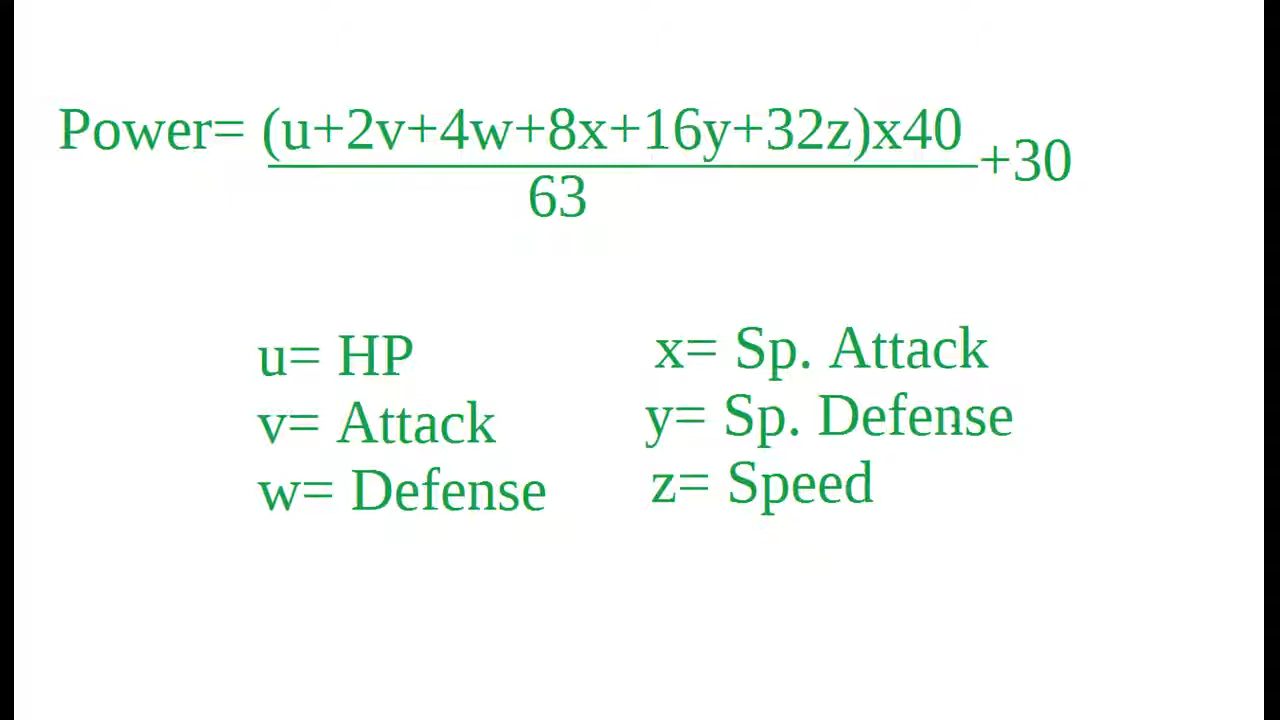 Power= (u+2v+4w+8x+16y+32z)x40
+30
63
u= HP
v= Attack
w= Defense
x= Sp. Attack
y= Sp. Defense
z= Speed